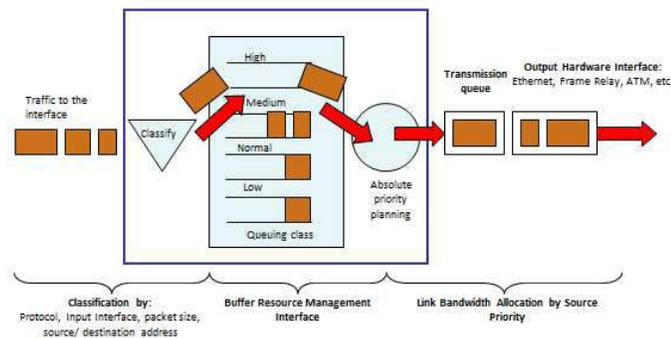 High
Traffic to the
interface
Transmission
queue
Output Hardware Interface:
Ethernet, Frame Relay, ATM, etc
Medium
Classify
Normal
Low
Absolute
priority
planning
Queuing class
Classification by:
Protocol, Input Interface, packet size,
source/ destination address
Buffer Resource Management
Interface
Link Bandwidth Allocation by Source
Priority